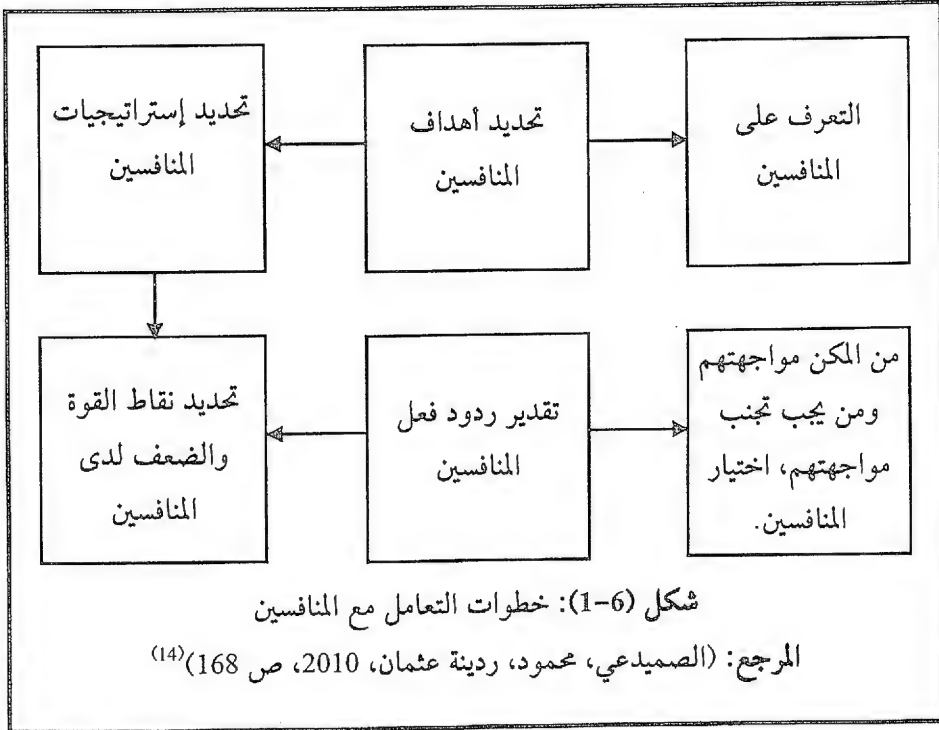 التعرف على
المنافسين
تحديد أهداف
المنافسين
تحديد إستراتيجيات
المنافسين
من المكن مواجهتهم
ومن يجب تجنب
مواجهتهم، اختيار
المنافسين.
تقدير ردود فعل
المنافسين
تحديد نقاط القوة
والضعف لدى
المنافسين
شكل (6-1): خطوات التعامل مع المنافسين
المرجع: (الصميدعي، محمود، ردينة عثمان، 2010، ص 168)(14)